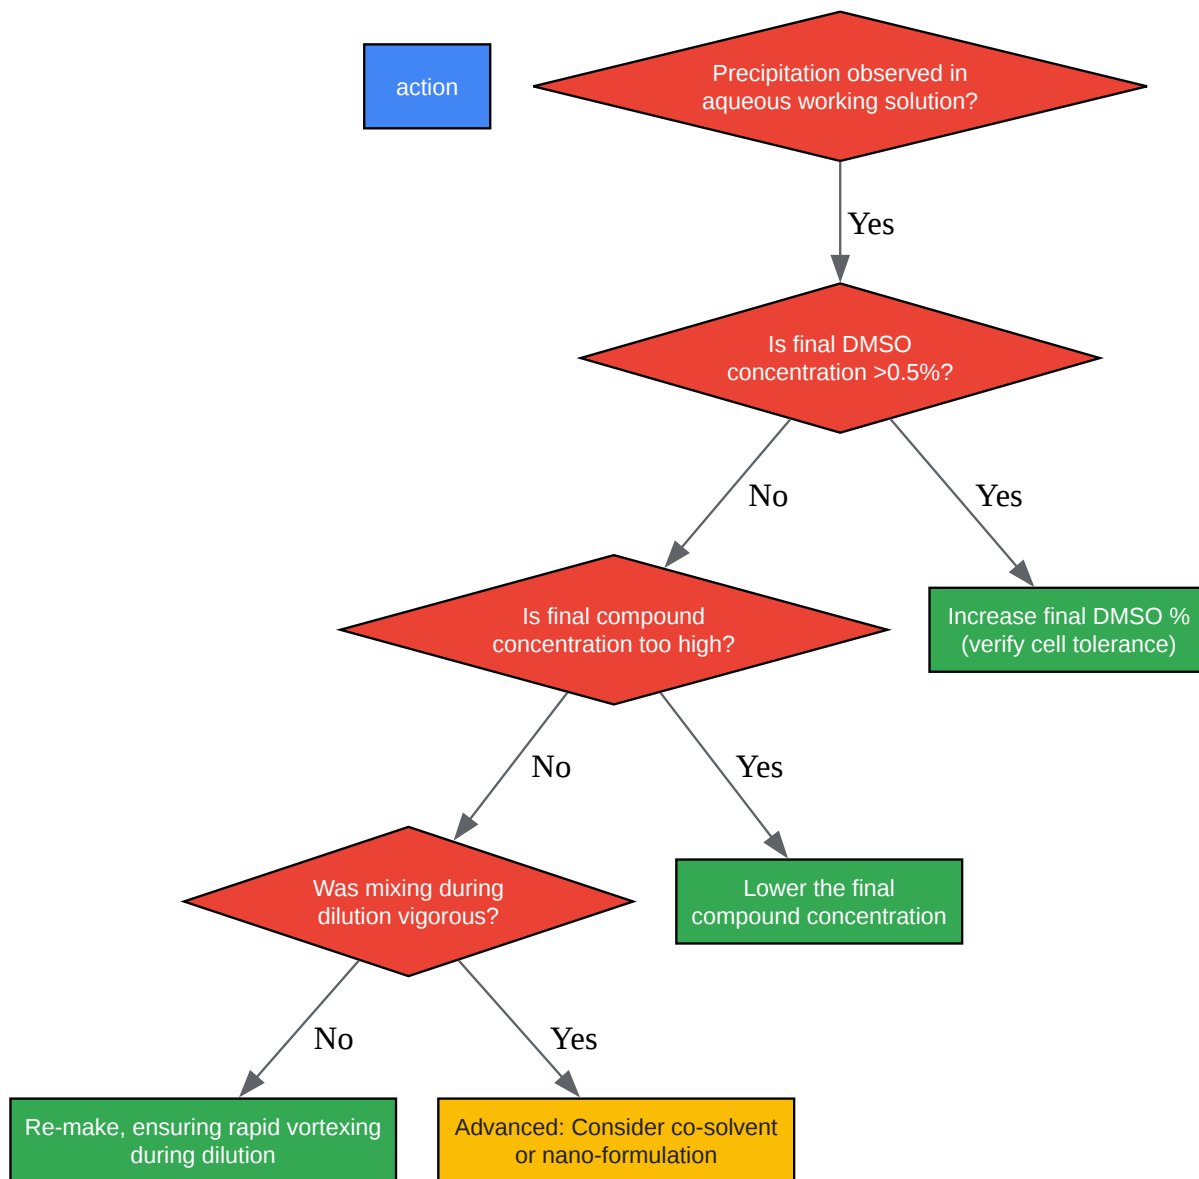 action
Precipitation observed in
aqueous working solution?
Yes
Is final DMSO
concentration >0.5%?
No
Yes
Is final compound
concentration too high?
Increase final DMSO %
(verify cell tolerance)
No
Yes
Was mixing during
dilution vigorous?
Lower the final
compound concentration
No
Yes
Re-make, ensuring rapid vortexing
during dilution
Advanced: Consider co-solvent
or nano-formulation